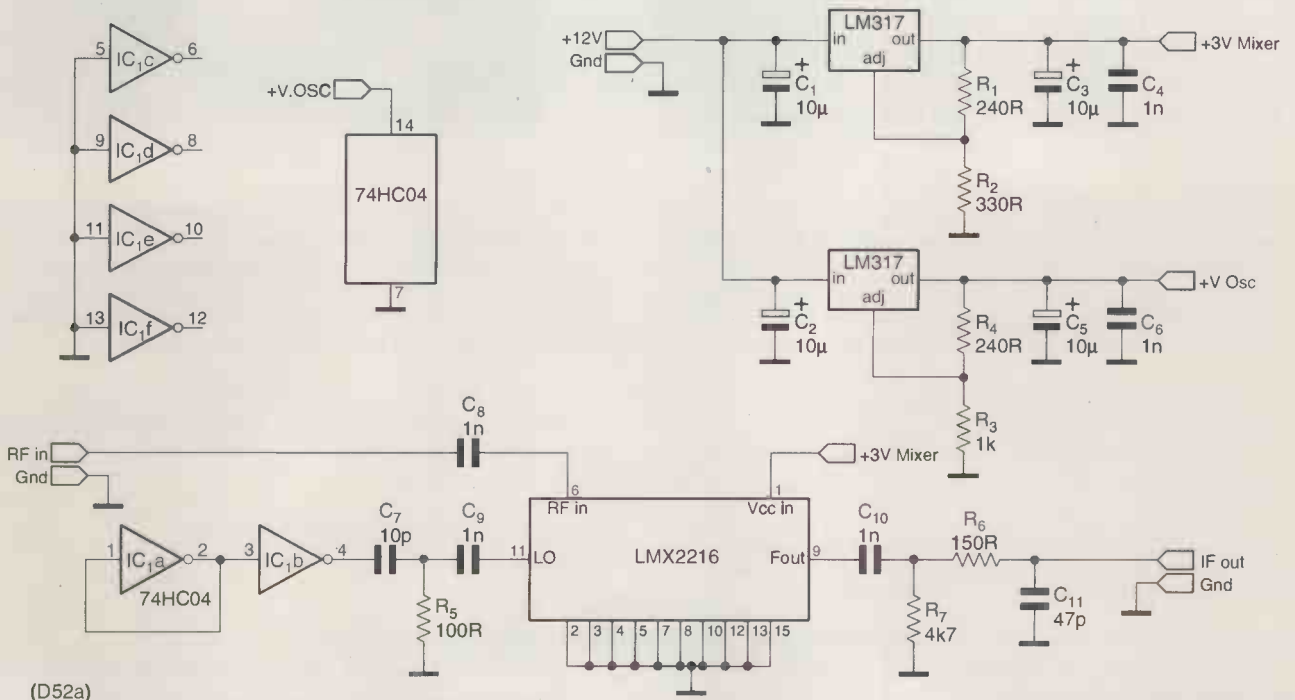 5
IC1c
6
9
IC1d
8
11
IC1e
10
13
IC1f
12
+V.OSC
14
74HC04
7
+12V
Gnd
in
LM317
out
adj
+
C1
10µ
R1
240R
R2
330R
+
C3
10µ
C4
1n
+3V Mixer
in
LM317
out
adj
+
C2
10µ
R4
240R
R3
1k
+
C5
10µ
C6
1n
+V Osc
RF in
Gnd
C8
1n
+3V Mixer
6
RF in
1
Vcc in
1
IC1a
2
74HC04
3
IC1b
4
C7
10p
R5
100R
C9
1n
11
LO
LMX2216
Fout
9
2 3 4 5 7 8 10 12 13 15
C10
1n
R6
150R
R7
4k7
C11
47p
IF out
Gnd
(D52a)